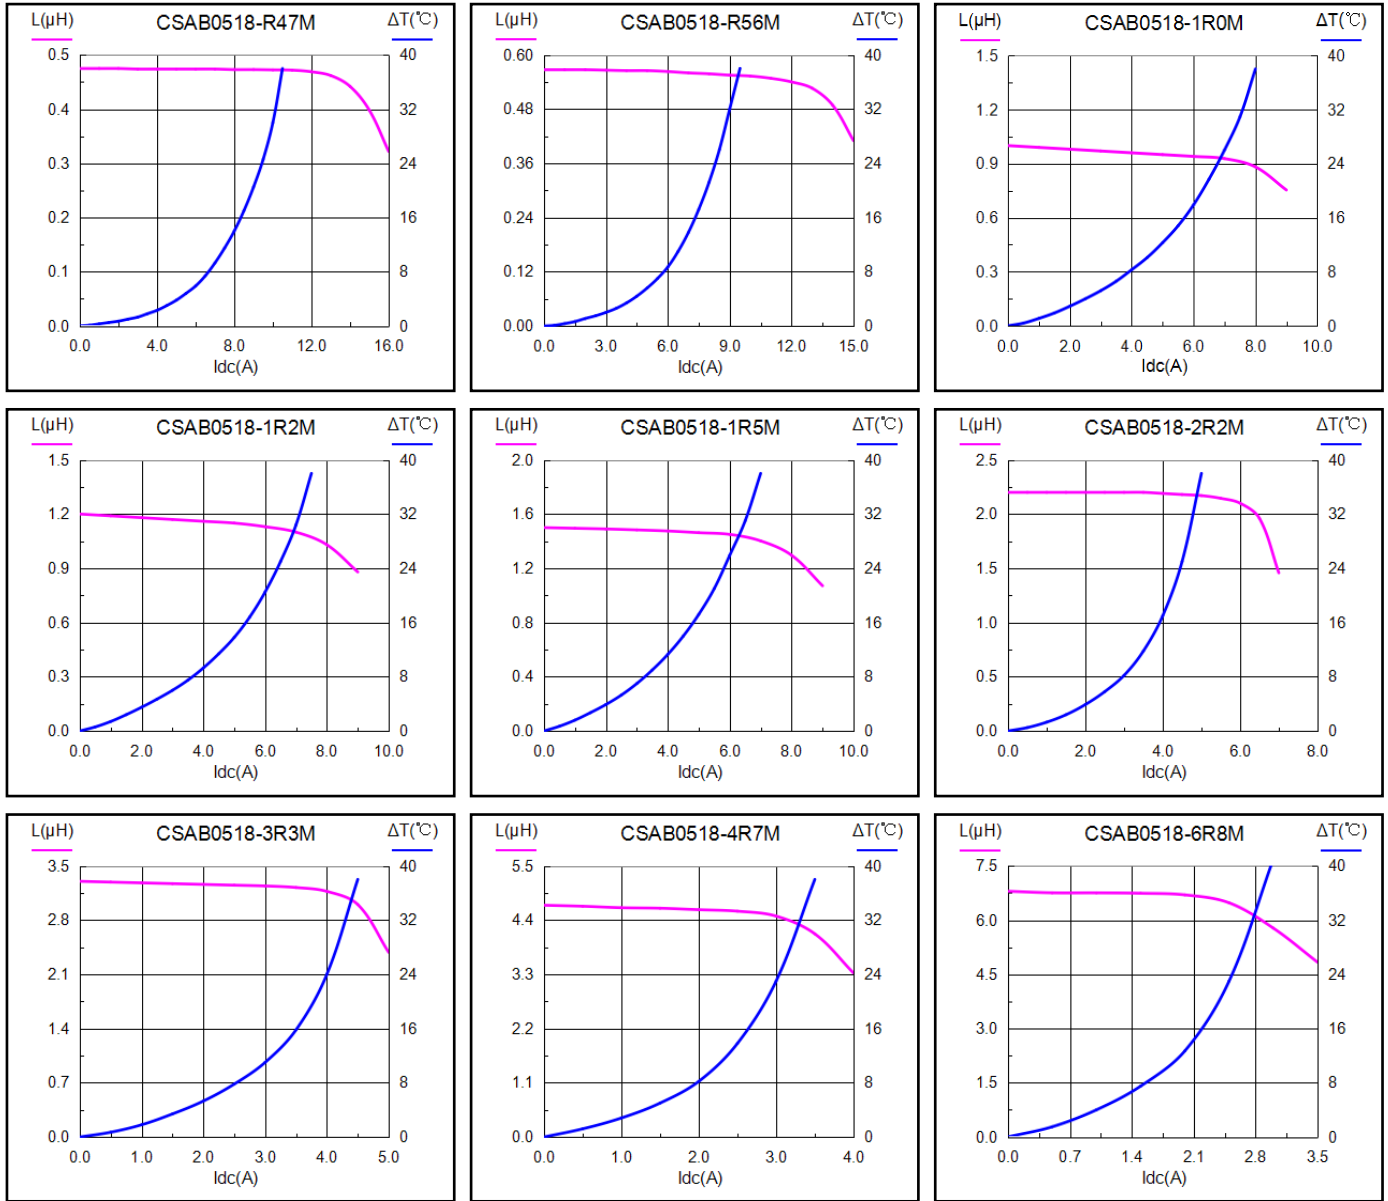 L(μH) CSAB0518-R47M ΔT(℃)
0.5 40
0.4 32
0.3 24
0.2 16
0.1 8
0.0 0
0.0 4.0 8.0 12.0 16.0
Idc(A)
L(μH) CSAB0518-R56M ΔT(℃)
0.60 40
0.48 32
0.36 24
0.24 16
0.12 8
0.00 0
0.0 3.0 6.0 9.0 12.0 15.0
Idc(A)
L(μH) CSAB0518-1R0M ΔT(℃)
1.5 40
1.2 32
0.9 24
0.6 16
0.3 8
0.0 0
0.0 2.0 4.0 6.0 8.0 10.0
Idc(A)
L(μH) CSAB0518-1R2M ΔT(℃)
1.5 40
1.2 32
0.9 24
0.6 16
0.3 8
0.0 0
0.0 2.0 4.0 6.0 8.0 10.0
Idc(A)
L(μH) CSAB0518-1R5M ΔT(℃)
2.0 40
1.6 32
1.2 24
0.8 16
0.4 8
0.0 0
0.0 2.0 4.0 6.0 8.0 10.0
Idc(A)
L(μH) CSAB0518-2R2M ΔT(℃)
2.5 40
2.0 32
1.5 24
1.0 16
0.5 8
0.0 0
0.0 2.0 4.0 6.0 8.0
Idc(A)
L(μH) CSAB0518-3R3M ΔT(℃)
3.5 40
2.8 32
2.1 24
1.4 16
0.7 8
0.0 0
0.0 1.0 2.0 3.0 4.0 5.0
Idc(A)
L(μH) CSAB0518-4R7M ΔT(℃)
5.5 40
4.4 32
3.3 24
2.2 16
1.1 8
0.0 0
0.0 1.0 2.0 3.0 4.0
Idc(A)
L(μH) CSAB0518-6R8M ΔT(℃)
7.5 40
6.0 32
4.5 24
3.0 16
1.5 8
0.0 0
0.0 0.7 1.4 2.1 2.8 3.5
Idc(A)